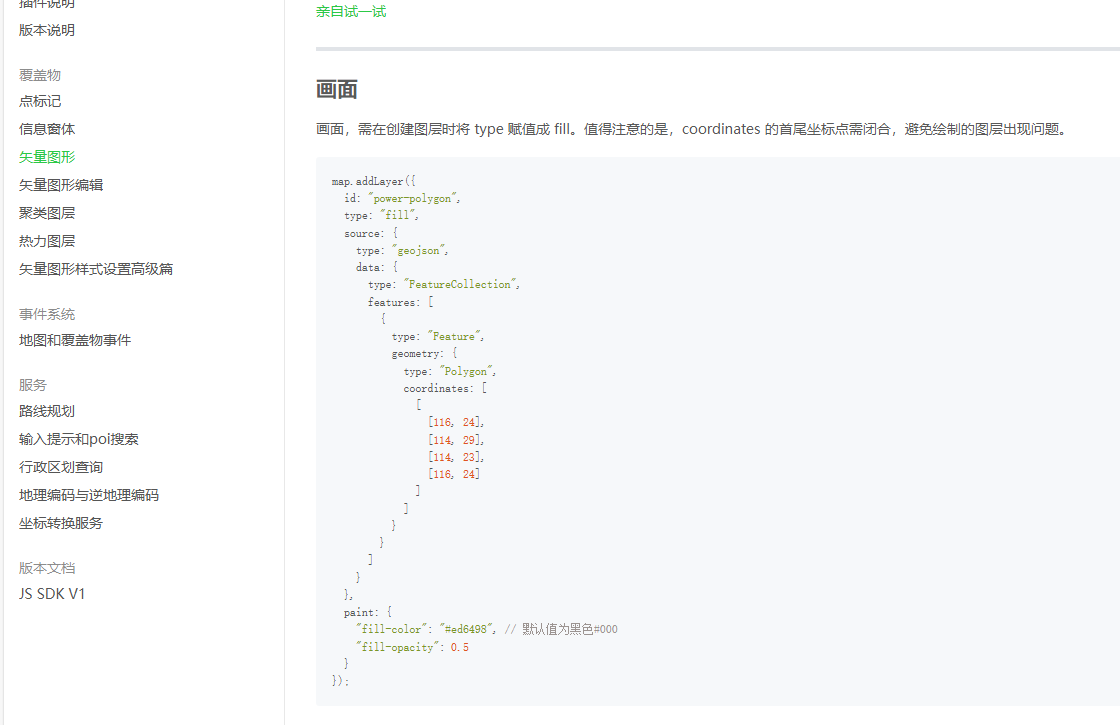 插件说明
版本说明
覆盖物
点标记
信息窗体
矢量图形
矢量图形编辑
聚类图层
热力图层
矢量图形样式设置高级篇
事件系统
地图和覆盖物事件
服务
路线规划
输入提示和poi搜索
行政区划查询
地理编码与逆地理编码
坐标转换服务
版本文档
JS SDK V1
亲自试一试
画面
画面，需在创建图层时将 type 赋值成 fill。值得注意的是，coordinates 的首尾坐标点需闭合，避免绘制的图层出现问题。
map.addLayer({
  id: "power-polygon",
  type: "fill",
  source: {
    type: "geojson",
    data: {
      type: "FeatureCollection",
      features: [
        {
          type: "Feature",
          geometry: {
            type: "Polygon",
            coordinates: [
              [
                [116, 24],
                [114, 29],
                [114, 23],
                [116, 24]
              ]
            ]
          }
        }
      ]
    }
  },
  paint: {
    "fill-color": "#ed6498", // 默认值为黑色#000
    "fill-opacity": 0.5
  }
});